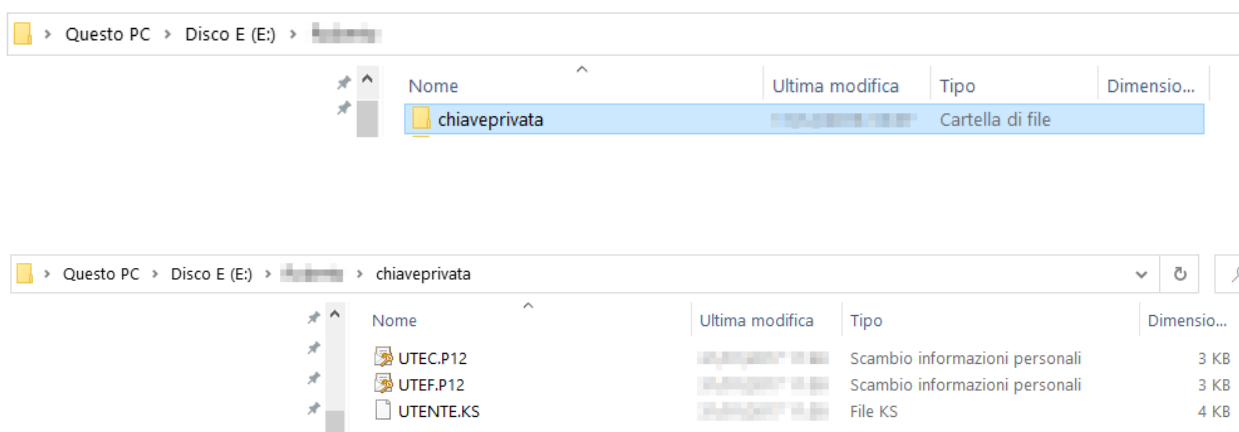 Questo PC > Disco E (E:) >
Nome Ultima modifica Tipo Dimensio...
chiaveprivata Cartella di file
Questo PC > Disco E (E:) > > chiaveprivata
Nome Ultima modifica Tipo Dimensio...
UTEC.P12 Scambio informazioni personali 3 KB
UTEF.P12 Scambio informazioni personali 3 KB
UTENTE.KS File KS 4 KB